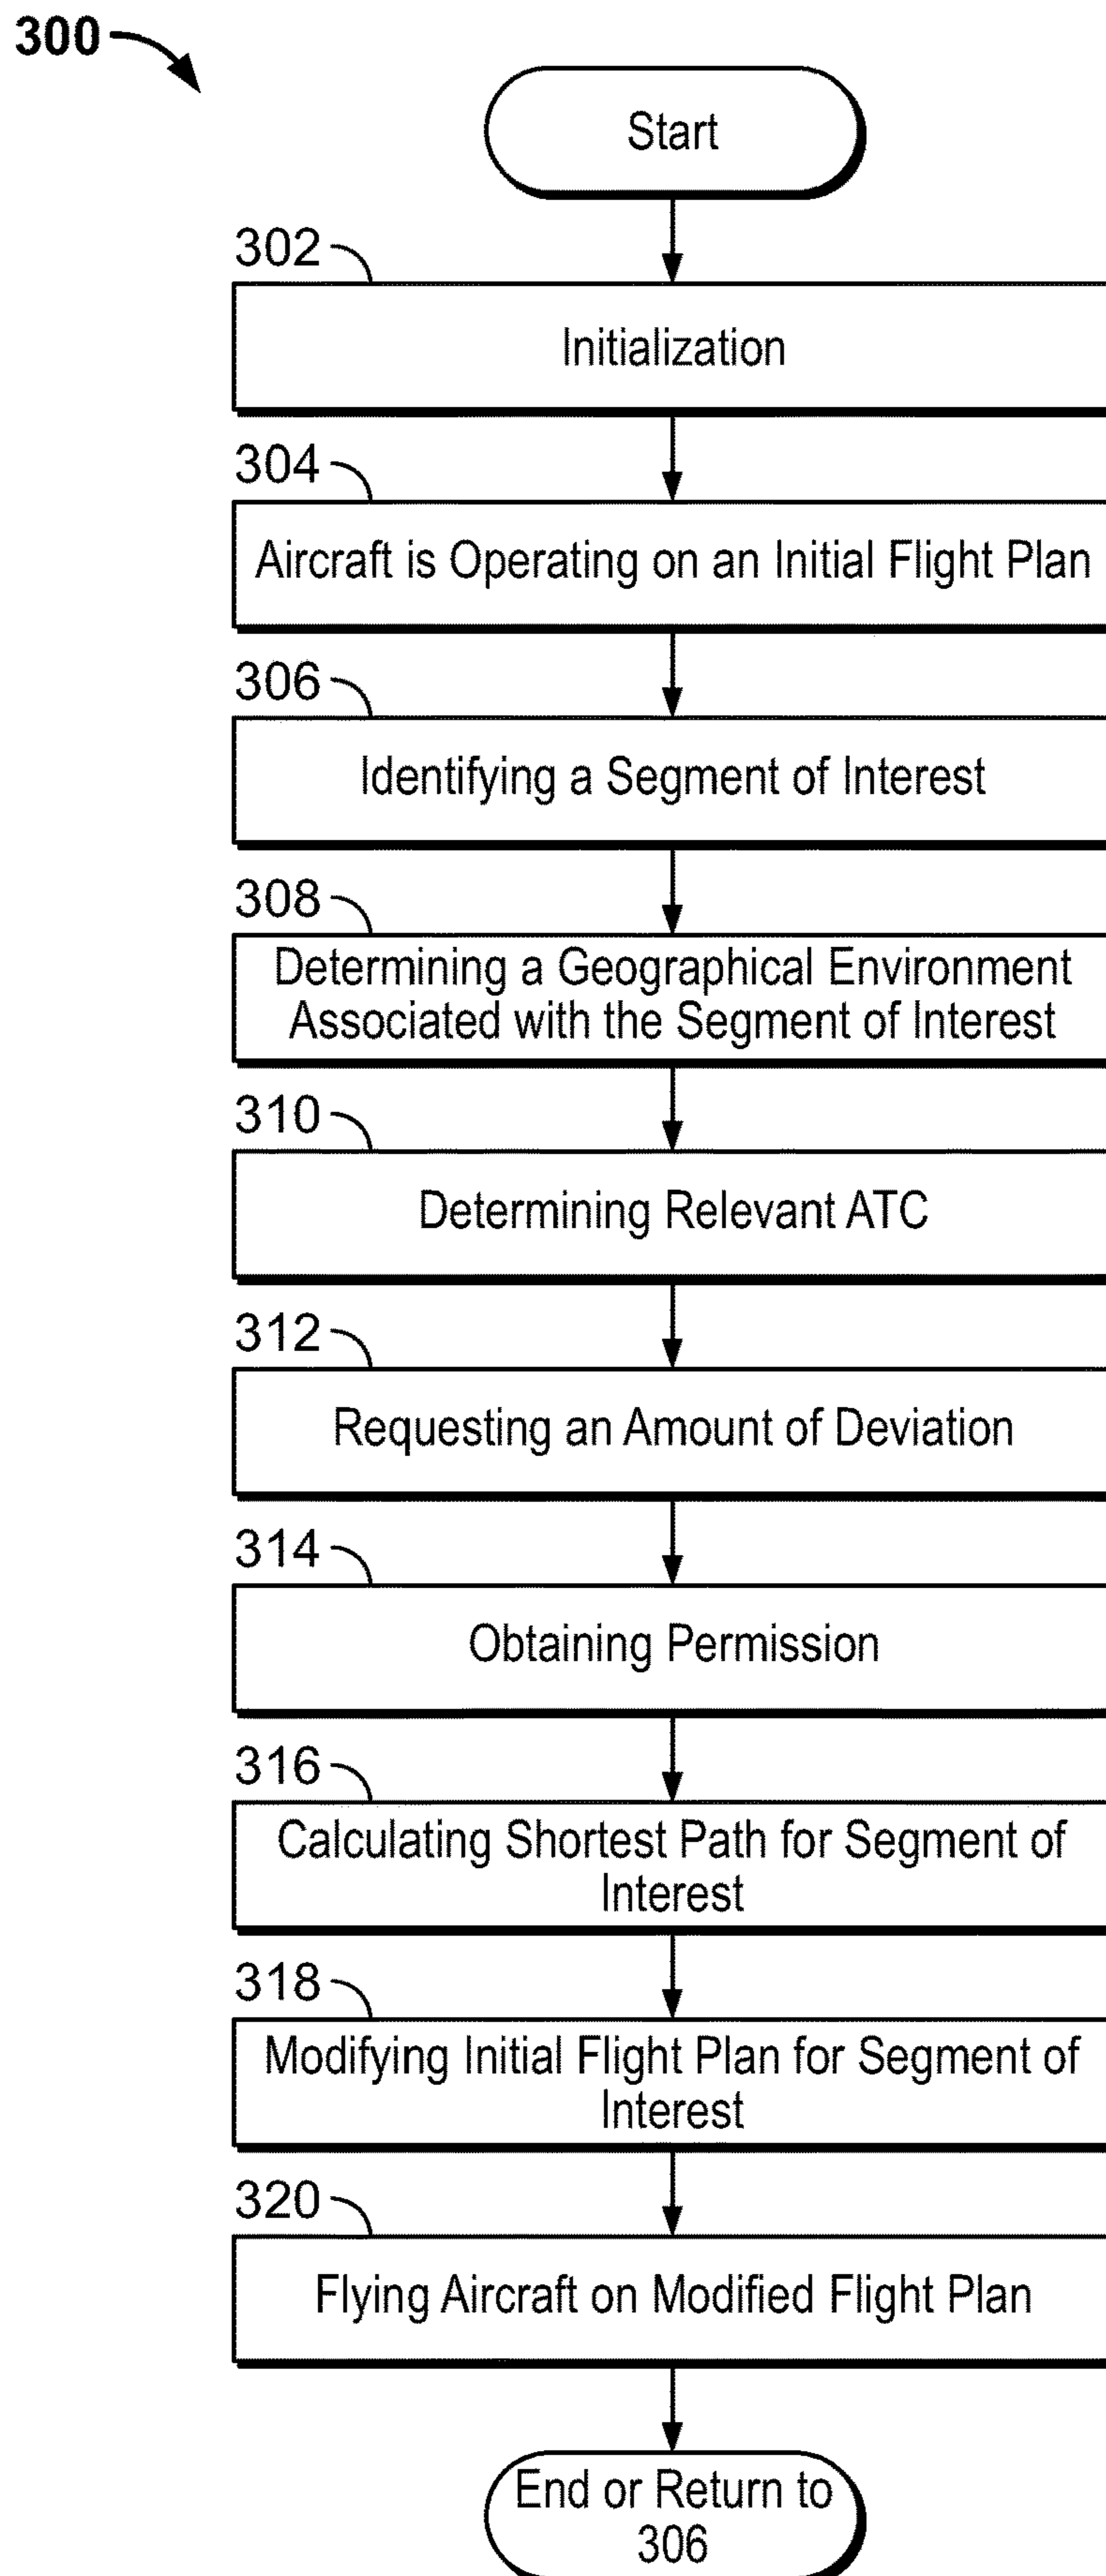 300
Start
302
Initialization
304
Aircraft is Operating on an Initial Flight Plan
306
Identifying a Segment of Interest
308
Determining a Geographical Environment
Associated with the Segment of Interest
310
Determining Relevant ATC
312
Requesting an Amount of Deviation
314
Obtaining Permission
316
Calculating Shortest Path for Segment of
Interest
318
Modifying Initial Flight Plan for Segment of
Interest
320
Flying Aircraft on Modified Flight Plan
End or Return to
306